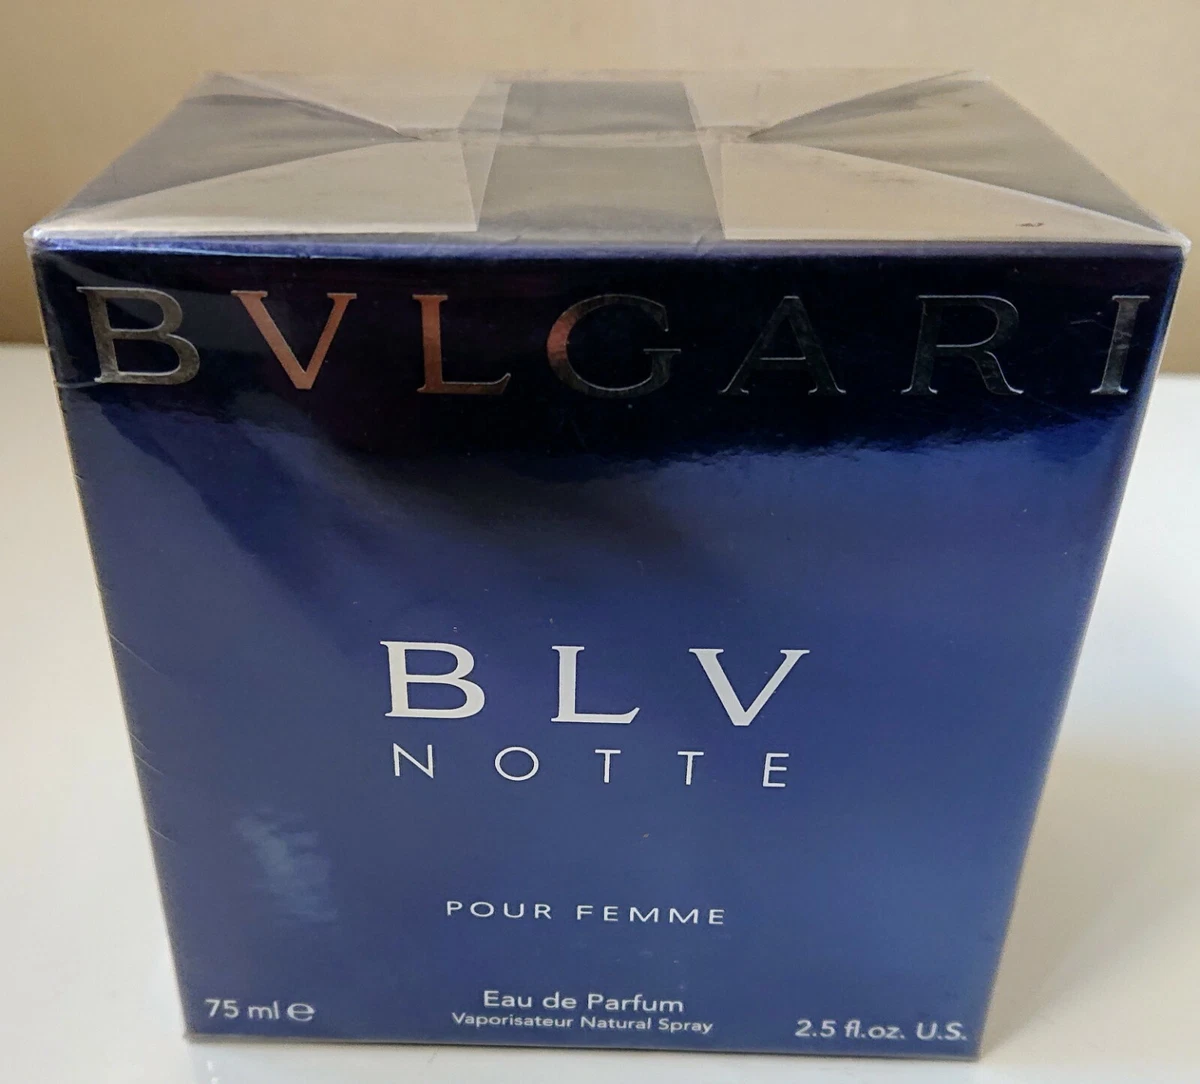 BVLGARI
BLV
NOTTE
POUR FEMME
Eau de Parfum
Vaporisateur Natural Spray
75 ml ℮
2.5 fl.oz. U.S.